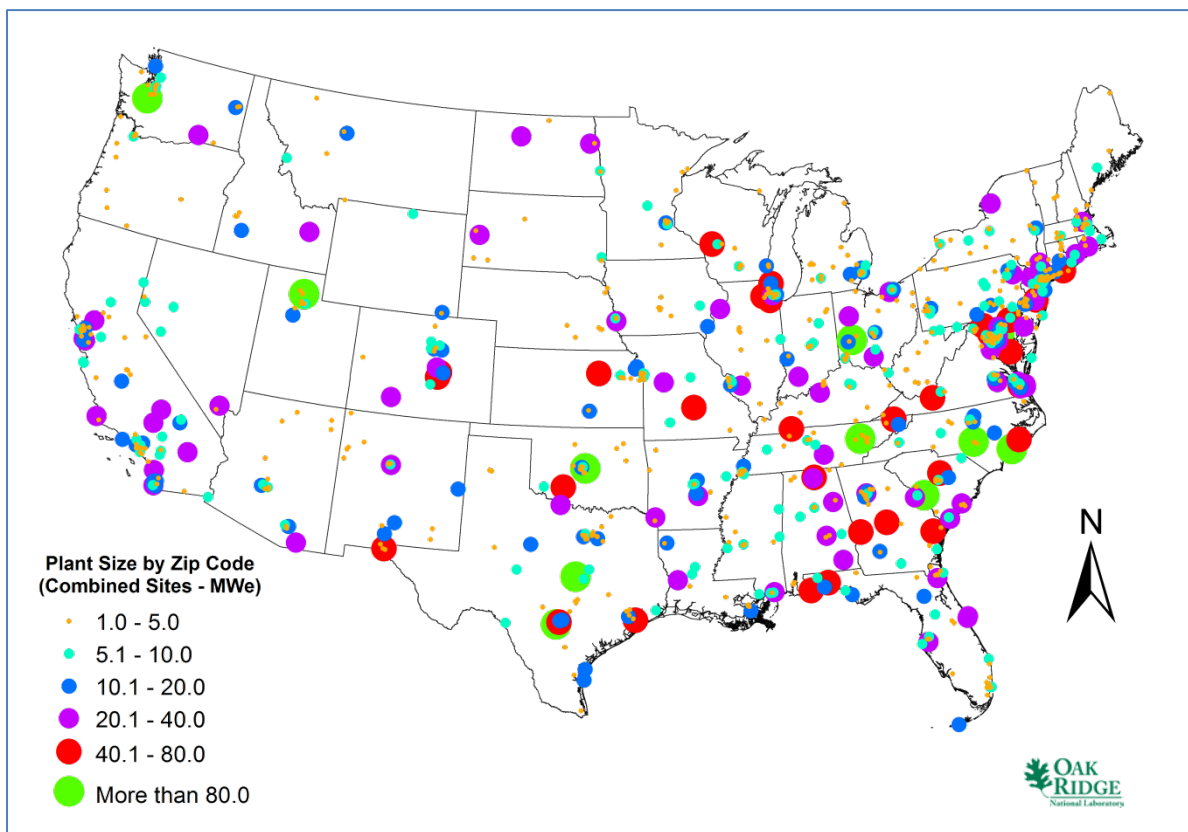 N
Plant Size by Zip Code
(Combined Sites - MWe)
1.0 - 5.0
5.1 - 10.0
10.1 - 20.0
20.1 - 40.0
40.1 - 80.0
More than 80.0
OAK
RIDGE
National Laboratory